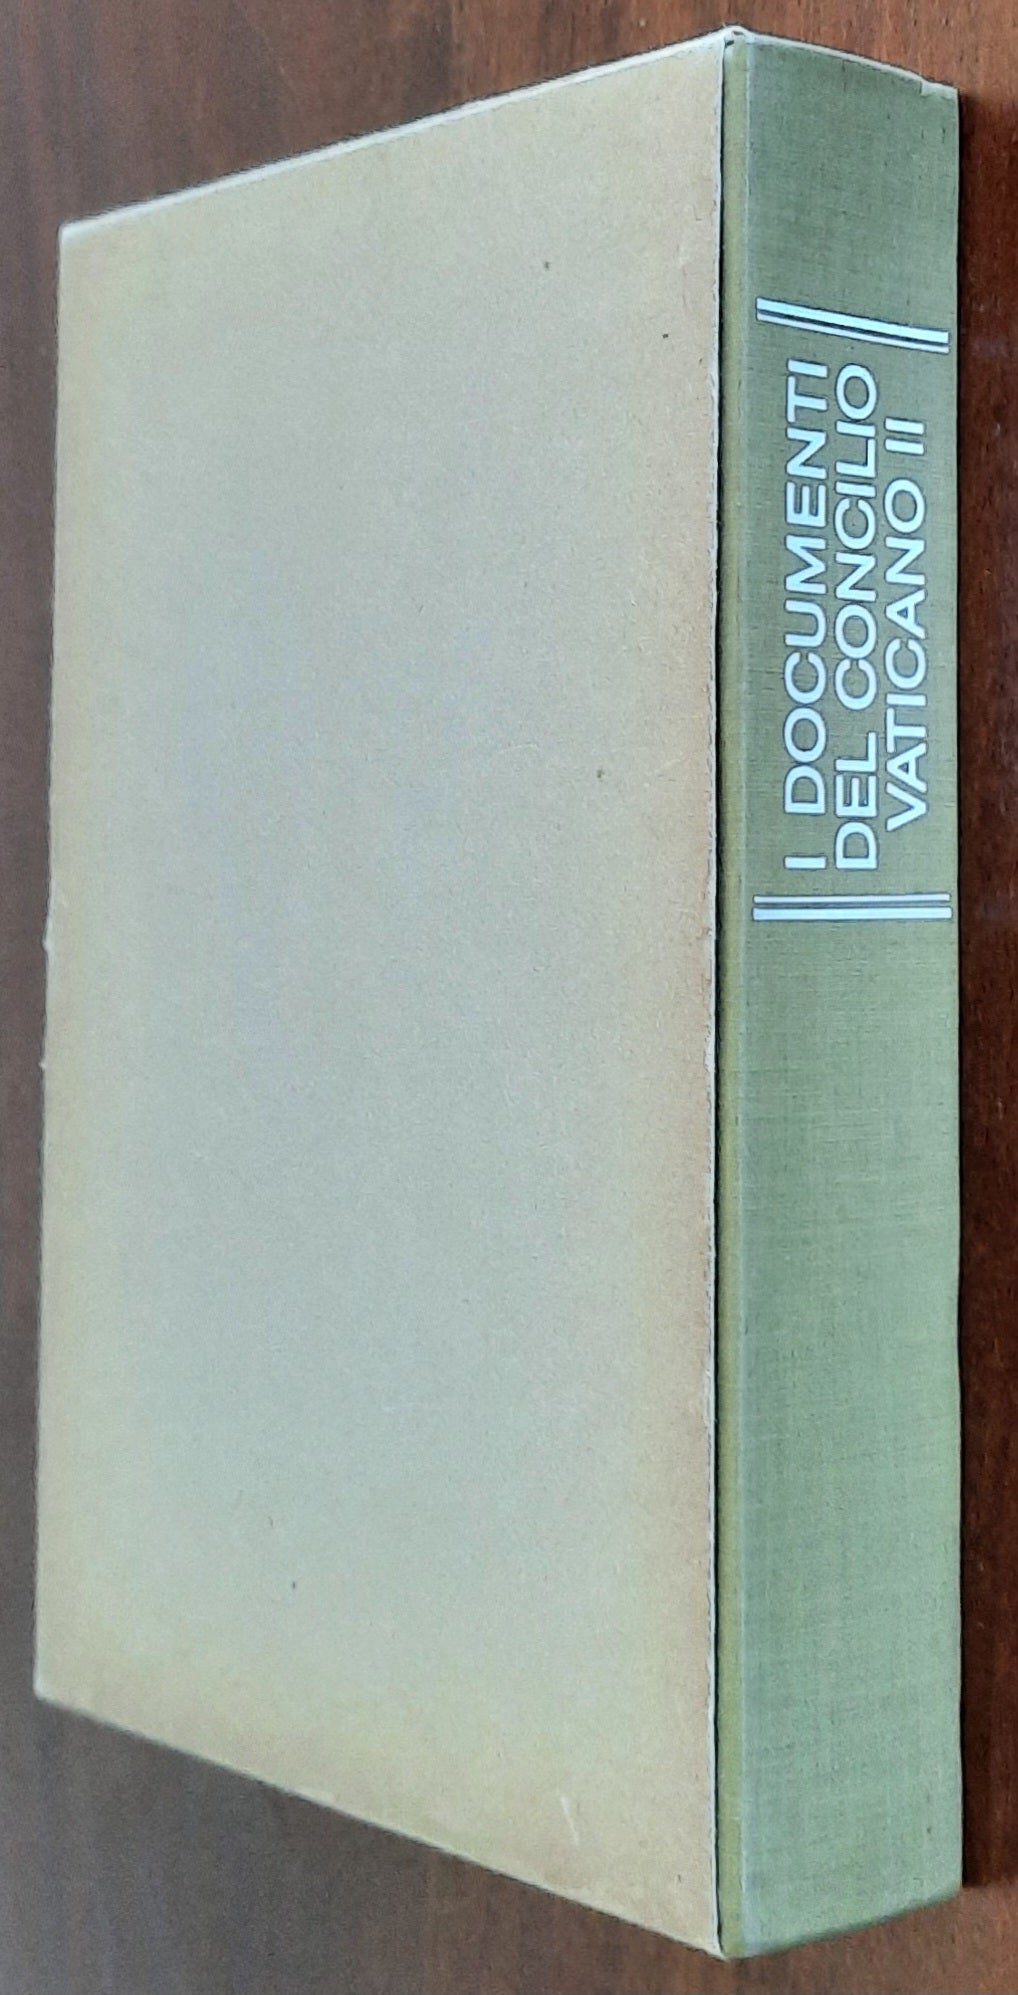 I DOCUMENTI
DEL CONCILIO
VATICANO II